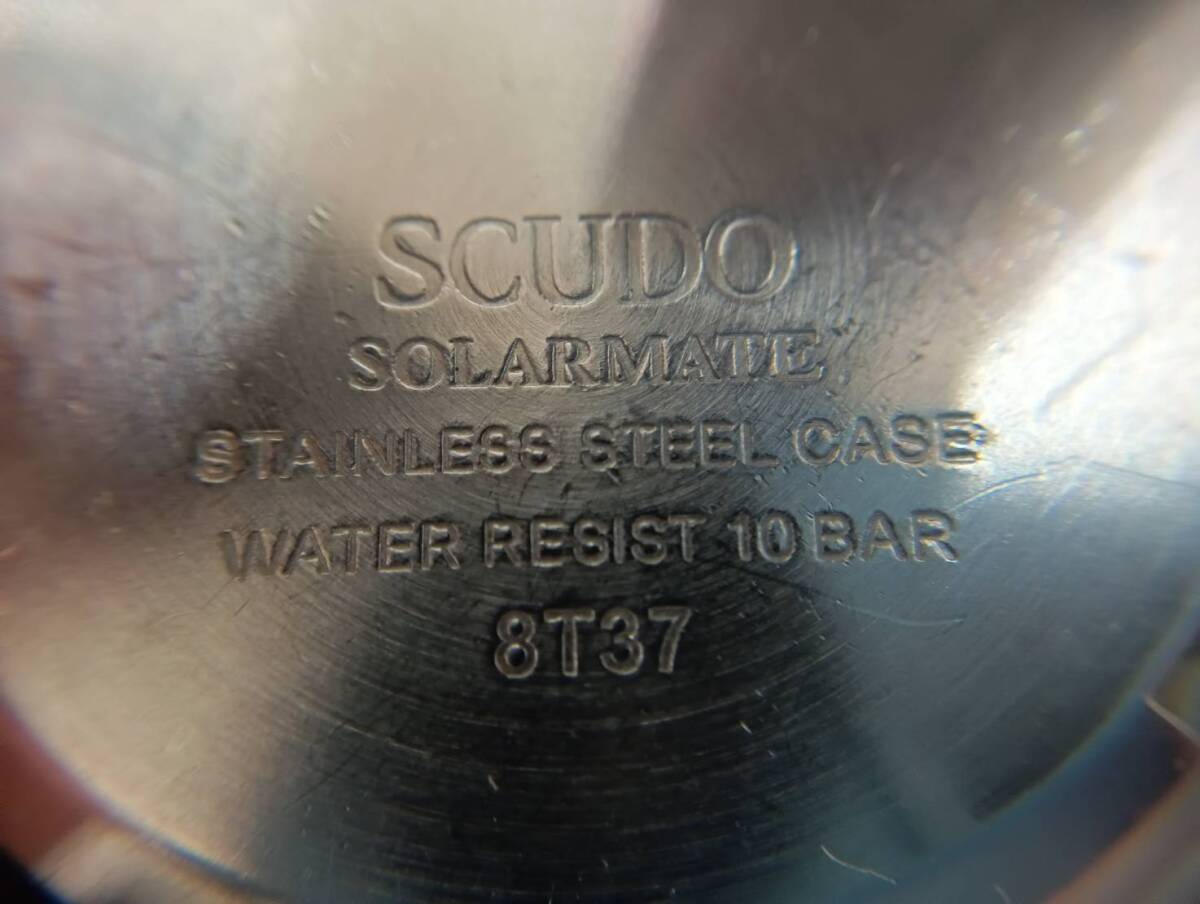 SCUDO
SOLARMATE
STAINLESS STEEL CASE
WATER RESIST 10 BAR
8T37